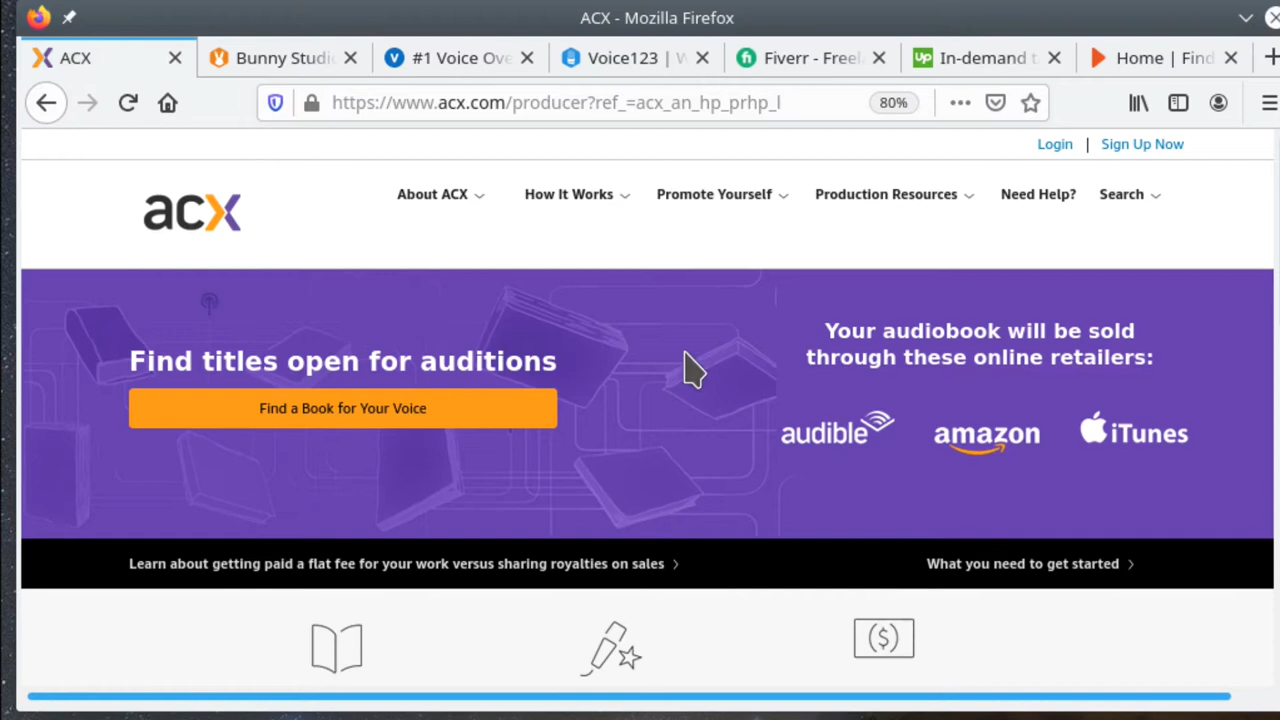 ACX - Mozilla Firefox
ACX
Bunny Studi
#1 Voice Ove
Voice123 | W
Fiverr - Freel
Up In-demand t
Home | Find
https://www.acx.com/producer?ref_=acx_an_hp_prhp_l
80%
Login | Sign Up Now
acx
About ACX
How It Works
Promote Yourself
Production Resources
Need Help?
Search
Find titles open for auditions
Find a Book for Your Voice
Your audiobook will be sold
through these online retailers:
audible
amazon
iTunes
Learn about getting paid a flat fee for your work versus sharing royalties on sales
What you need to get started
($)